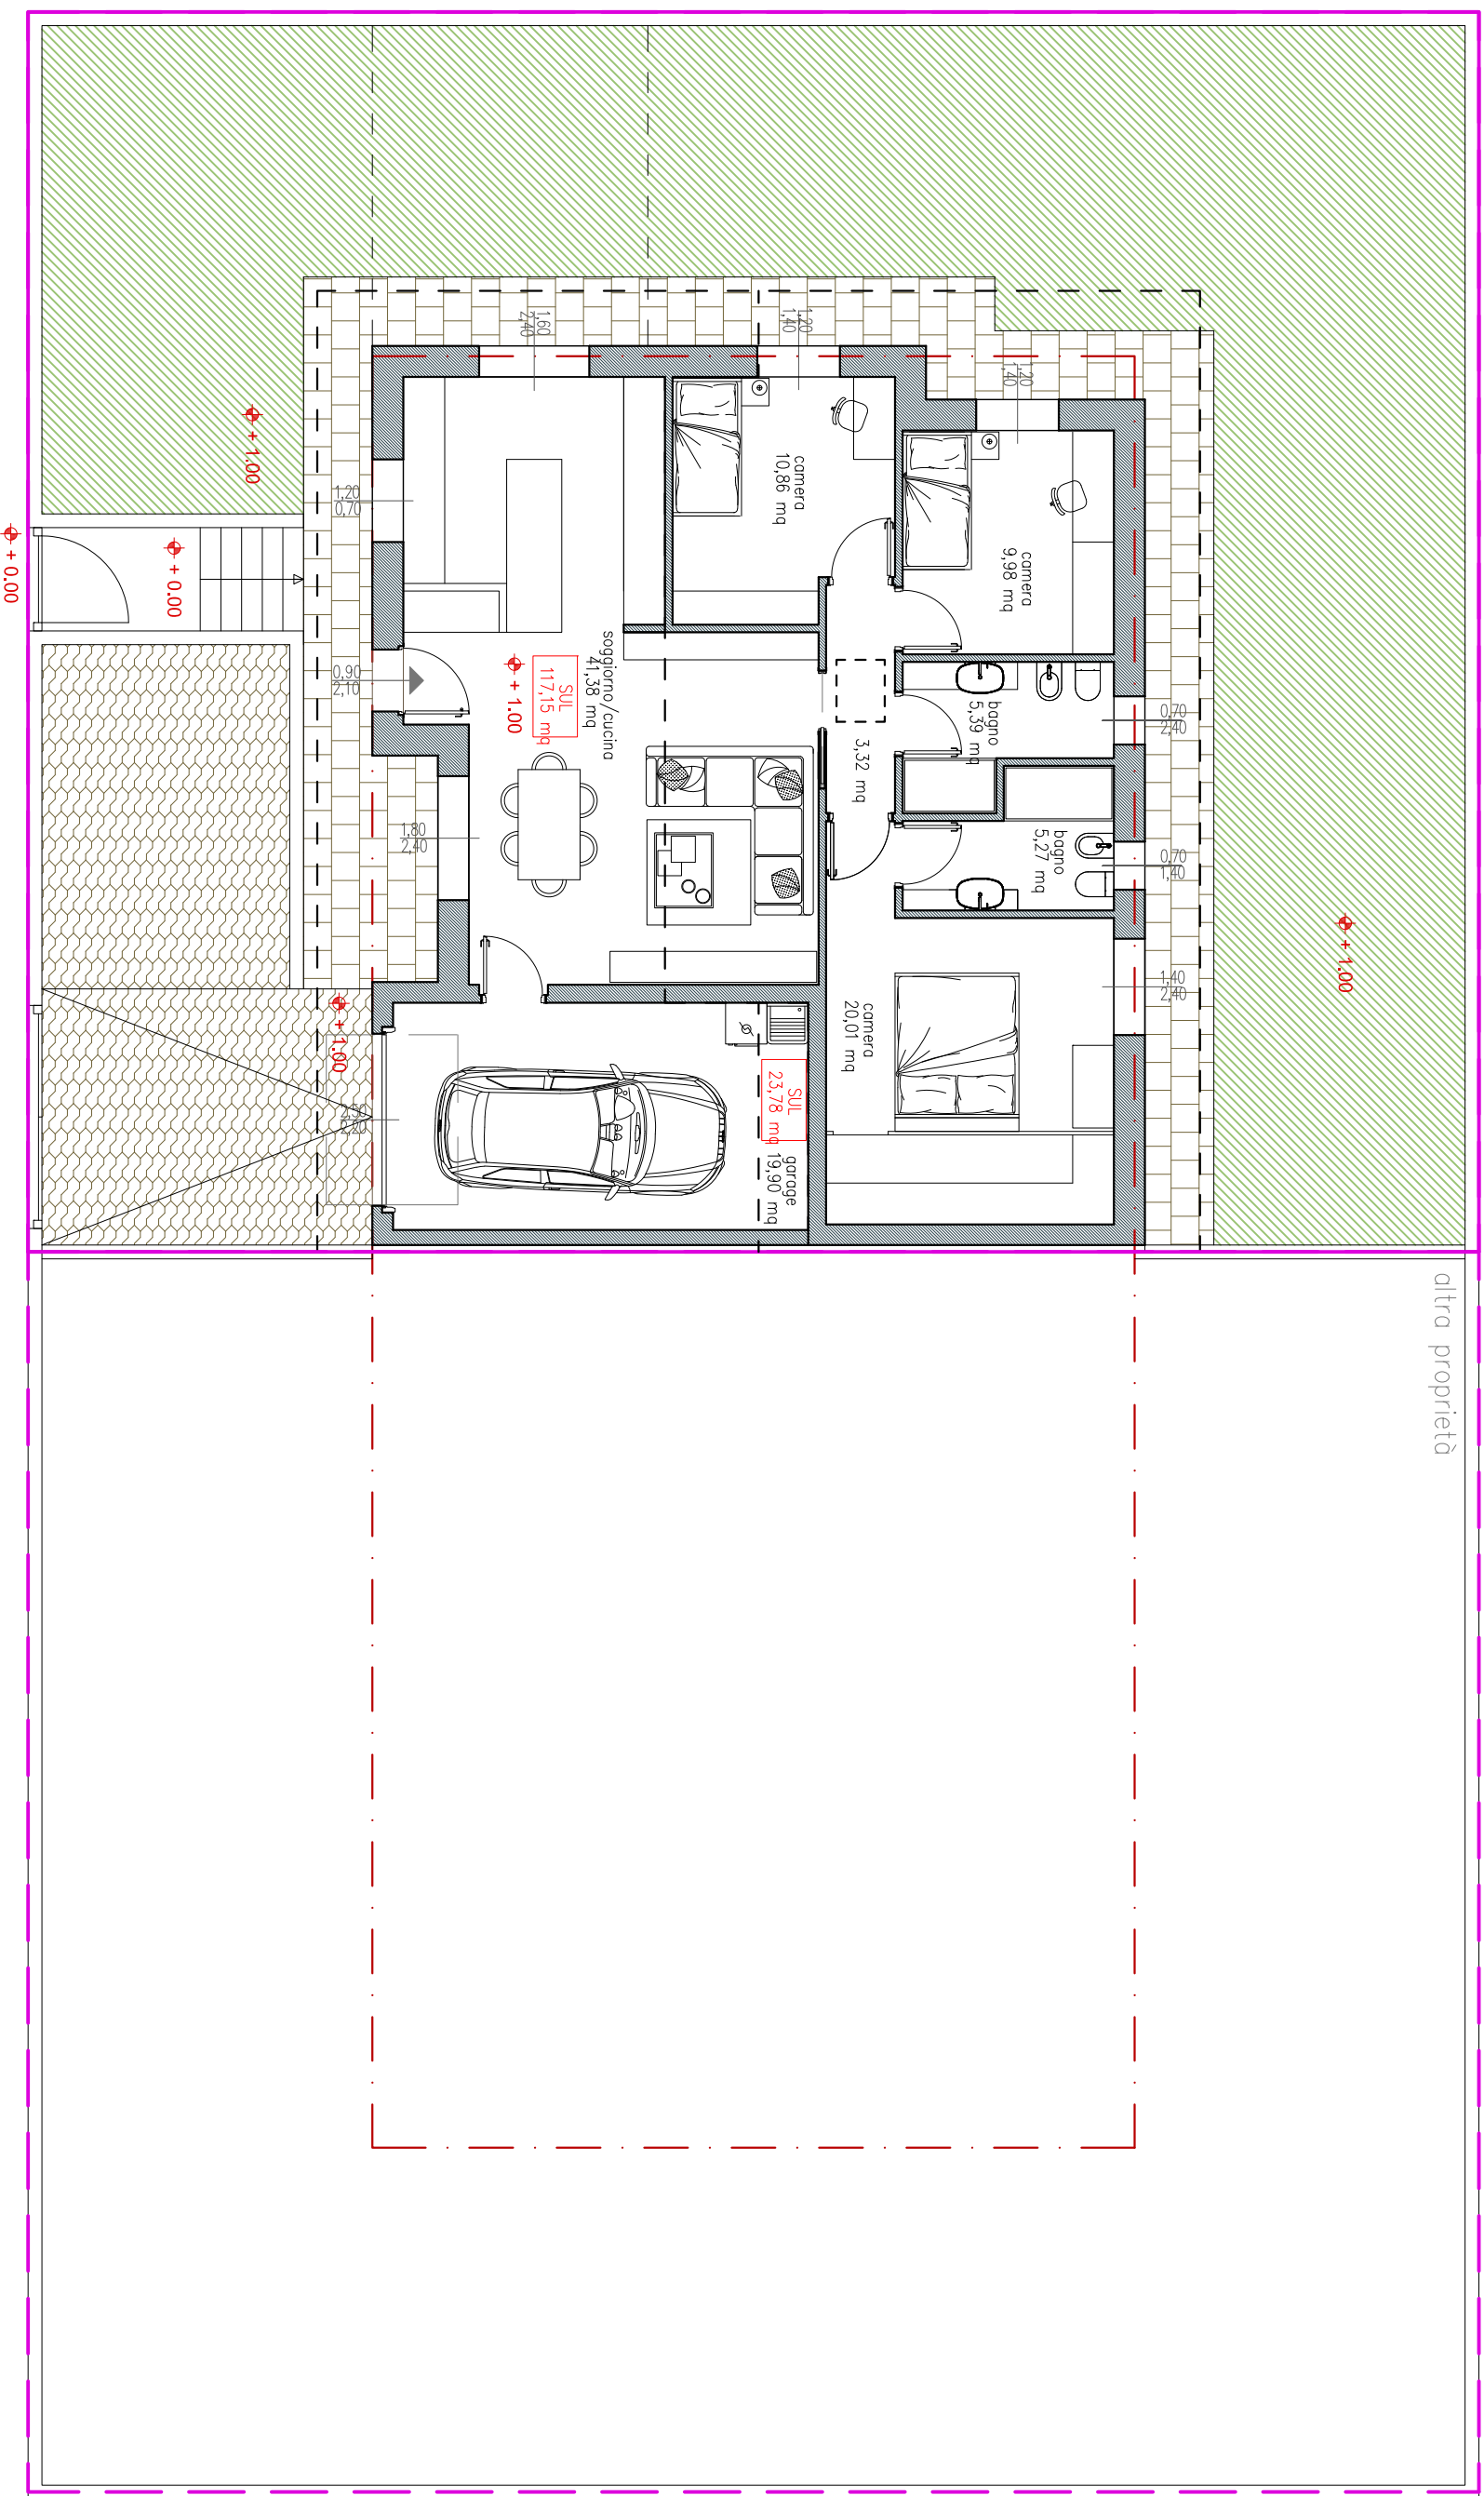 altra proprietà
+ 1.00
1,40
2,40
0,70
1,40
0,70
2,40
1,20
1,40
camera
9,98 mq
bagno
5,39 mq
bagno
5,27 mq
camera
20,01 mq
3,32 mq
1,20
1,40
camera
10,86 mq
SUL
23,78 mq
garage
19,90 mq
soggiorno/cucina
41,38 mq
SUL
117,15 mq
+ 1.00
1,60
2,40
1,80
2,40
1,20
0,70
0,90
2,10
2,20
+ 1.00
+ 1.00
+ 0.00
+ 0.00